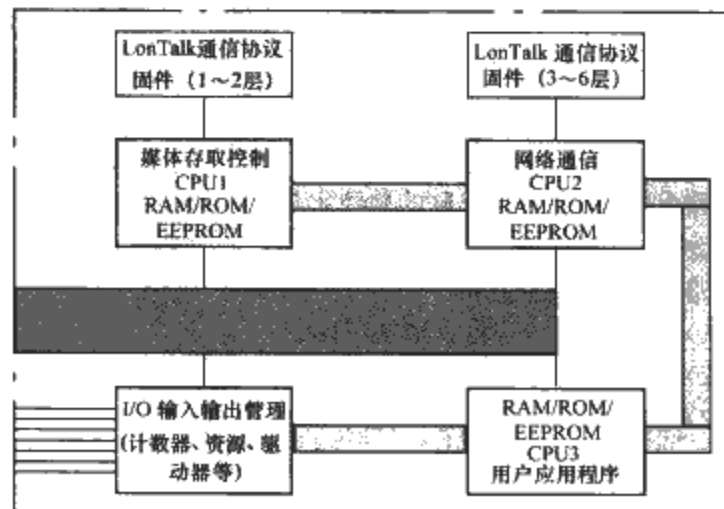 LonTalk通信协议
固件（1～2层）
LonTalk 通信协议
固件（3～6层）
媒体存取控制
CPU1
RAM/ROM/
EEPROM
网络通信
CPU2
RAM/ROM/
EEPROM
I/O 输入输出管理
(计数器、资源、驱
动器等)
RAM/ROM/
EEPROM
CPU3
用户应用程序